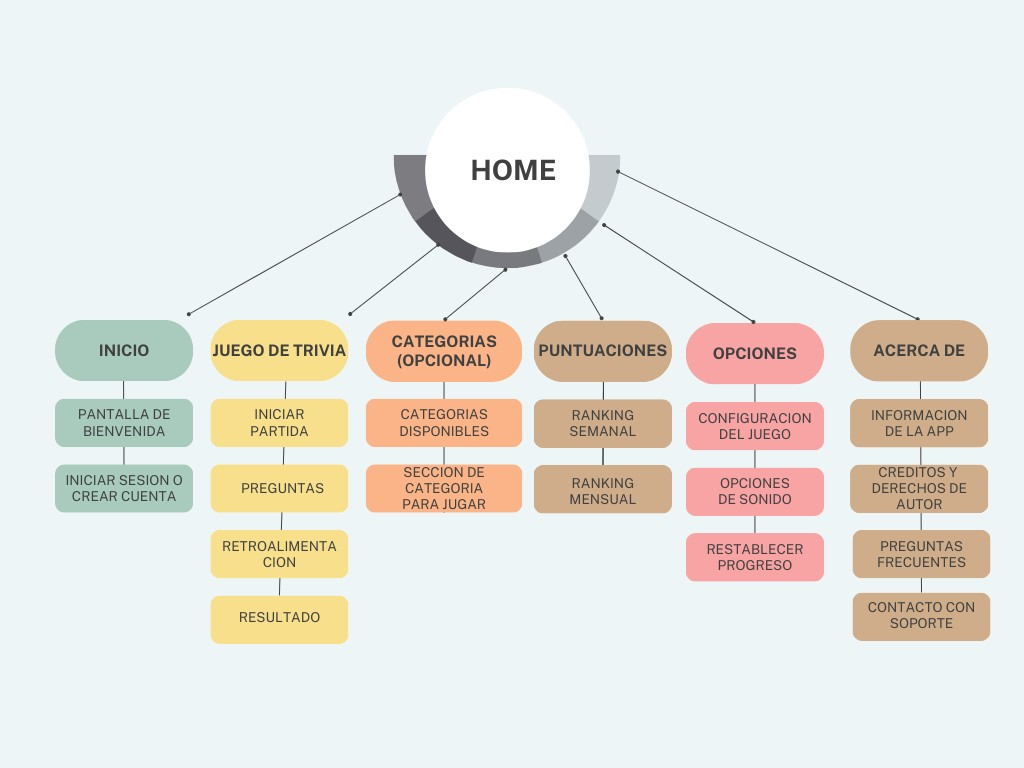 HOME
INICIO
PANTALLA DE
BIENVENIDA
INICIAR SESION O
CREAR CUENTA
JUEGO DE TRIVIA
INICIAR
PARTIDA
PREGUNTAS
RETROALIMENTA
CION
RESULTADO
CATEGORIAS
(OPCIONAL)
CATEGORIAS
DISPONIBLES
SECCION DE
CATEGORIA
PARA JUGAR
PUNTUACIONES
RANKING
SEMANAL
RANKING
MENSUAL
OPCIONES
CONFIGURACION
DEL JUEGO
OPCIONES
DE SONIDO
RESTABLECER
PROGRESO
ACERCA DE
INFORMACION
DE LA APP
CREDITOS Y
DERECHOS DE
AUTOR
PREGUNTAS
FRECUENTES
CONTACTO CON
SOPORTE